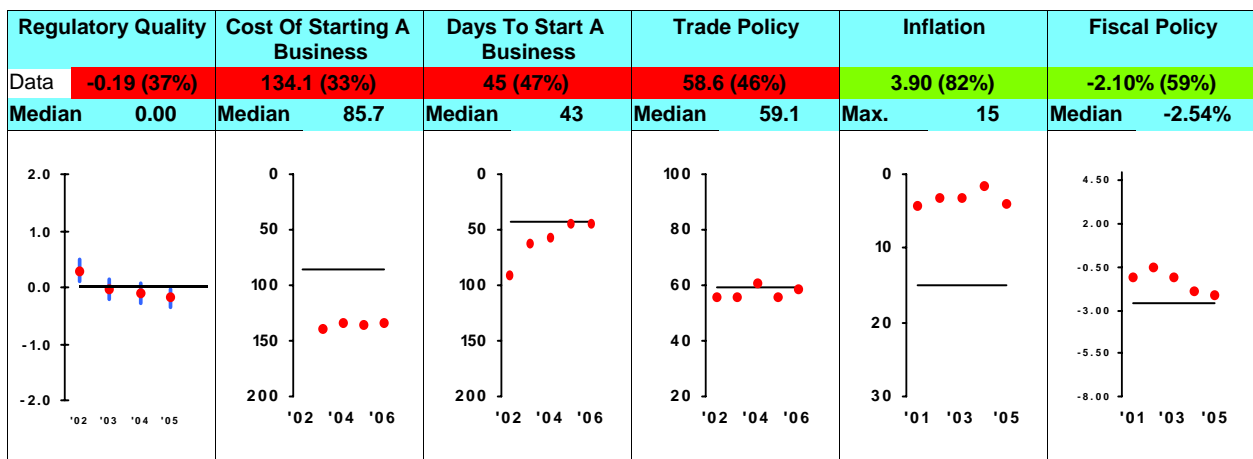 Regulatory Quality
Cost Of Starting A
Business
Days To Start A
Business
Trade Policy
Inflation
Fiscal Policy
Data -0.19 (37%) 134.1 (33%) 45 (47%) 58.6 (46%) 3.90 (82%) -2.10% (59%)
Median 0.00 Median 85.7 Median 43 Median 59.1 Max. 15 Median -2.54%
2.0
1.0
0.0
-1.0
-2.0
'02 '03 '04 '05
0
50
100
150
200
'02 '04 '06
0
50
100
150
200
'02 '04 '06
100
80
60
40
20
'02 '04 '06
0
10
20
30
'01 '03 '05
4.50
2.00
-0.50
-3.00
-5.50
-8.00
'01 '03 '05